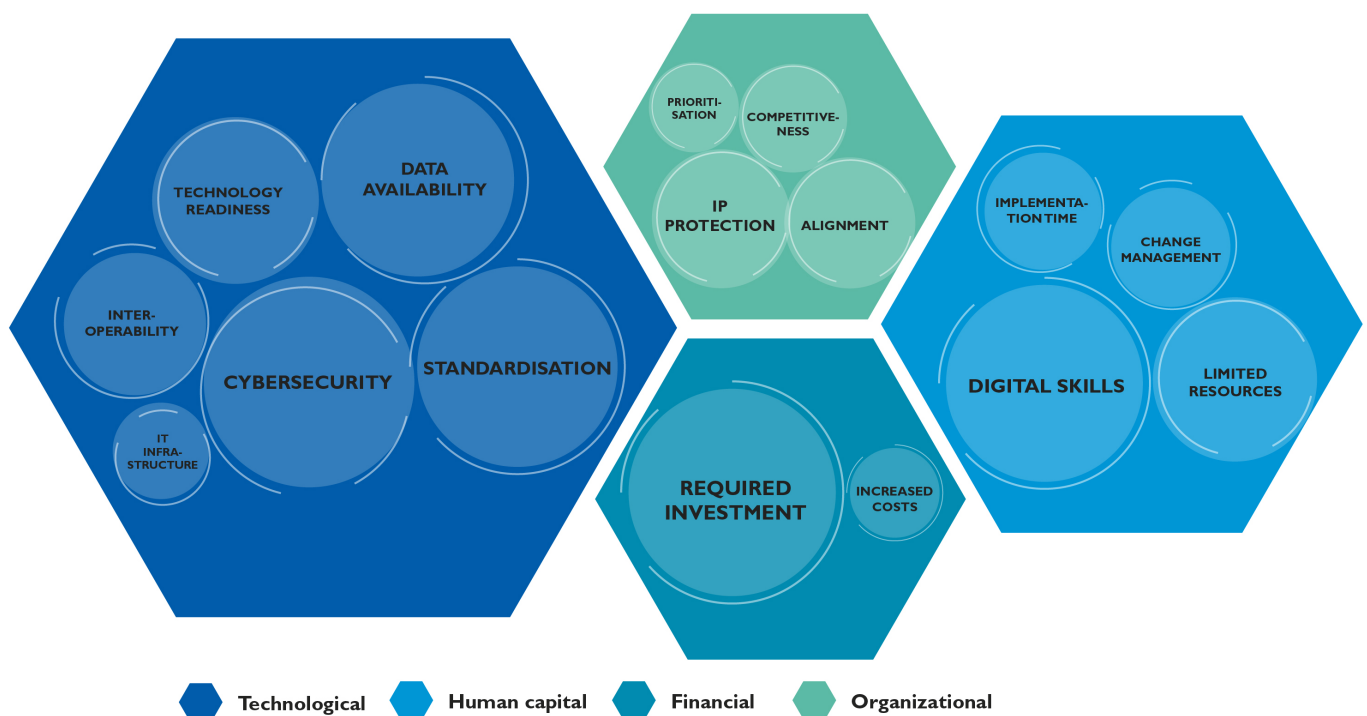 DATA
AVAILABILITY
TECHNOLOGY
READINESS
INTER-
OPERABILITY
CYBERSECURITY
STANDARDISATION
IT
INFRA-
STRUCTURE
PRIORITI-
SATION
COMPETITIVE-
NESS
IP
PROTECTION
ALIGNMENT
REQUIRED
INVESTMENT
INCREASED
COSTS
IMPLEMENTA-
TION TIME
CHANGE
MANAGEMENT
DIGITAL SKILLS
LIMITED
RESOURCES
Technological
Human capital
Financial
Organizational